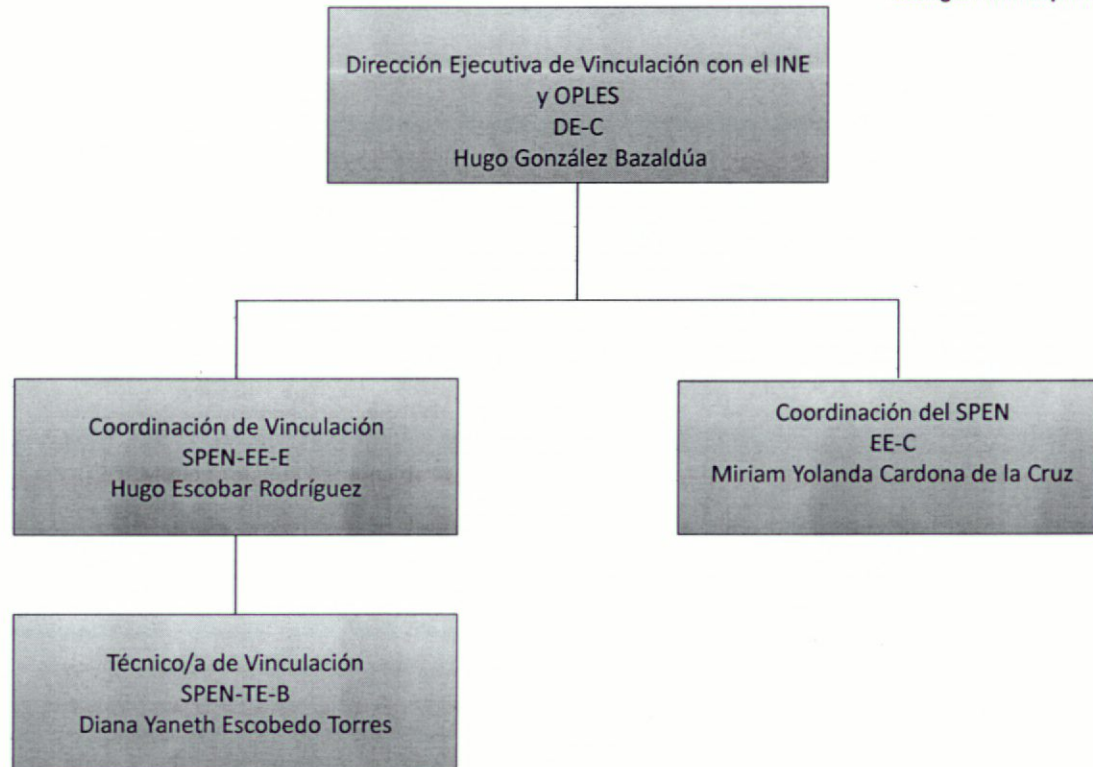 Dirección Ejecutiva de Vinculación con el INE
y OPLES
DE-C
Hugo González Bazaldúa
Coordinación de Vinculación
SPEN-EE-E
Hugo Escobar Rodríguez
Coordinación del SPEN
EE-C
Miriam Yolanda Cardona de la Cruz
Técnico/a de Vinculación
SPEN-TE-B
Diana Yaneth Escobedo Torres